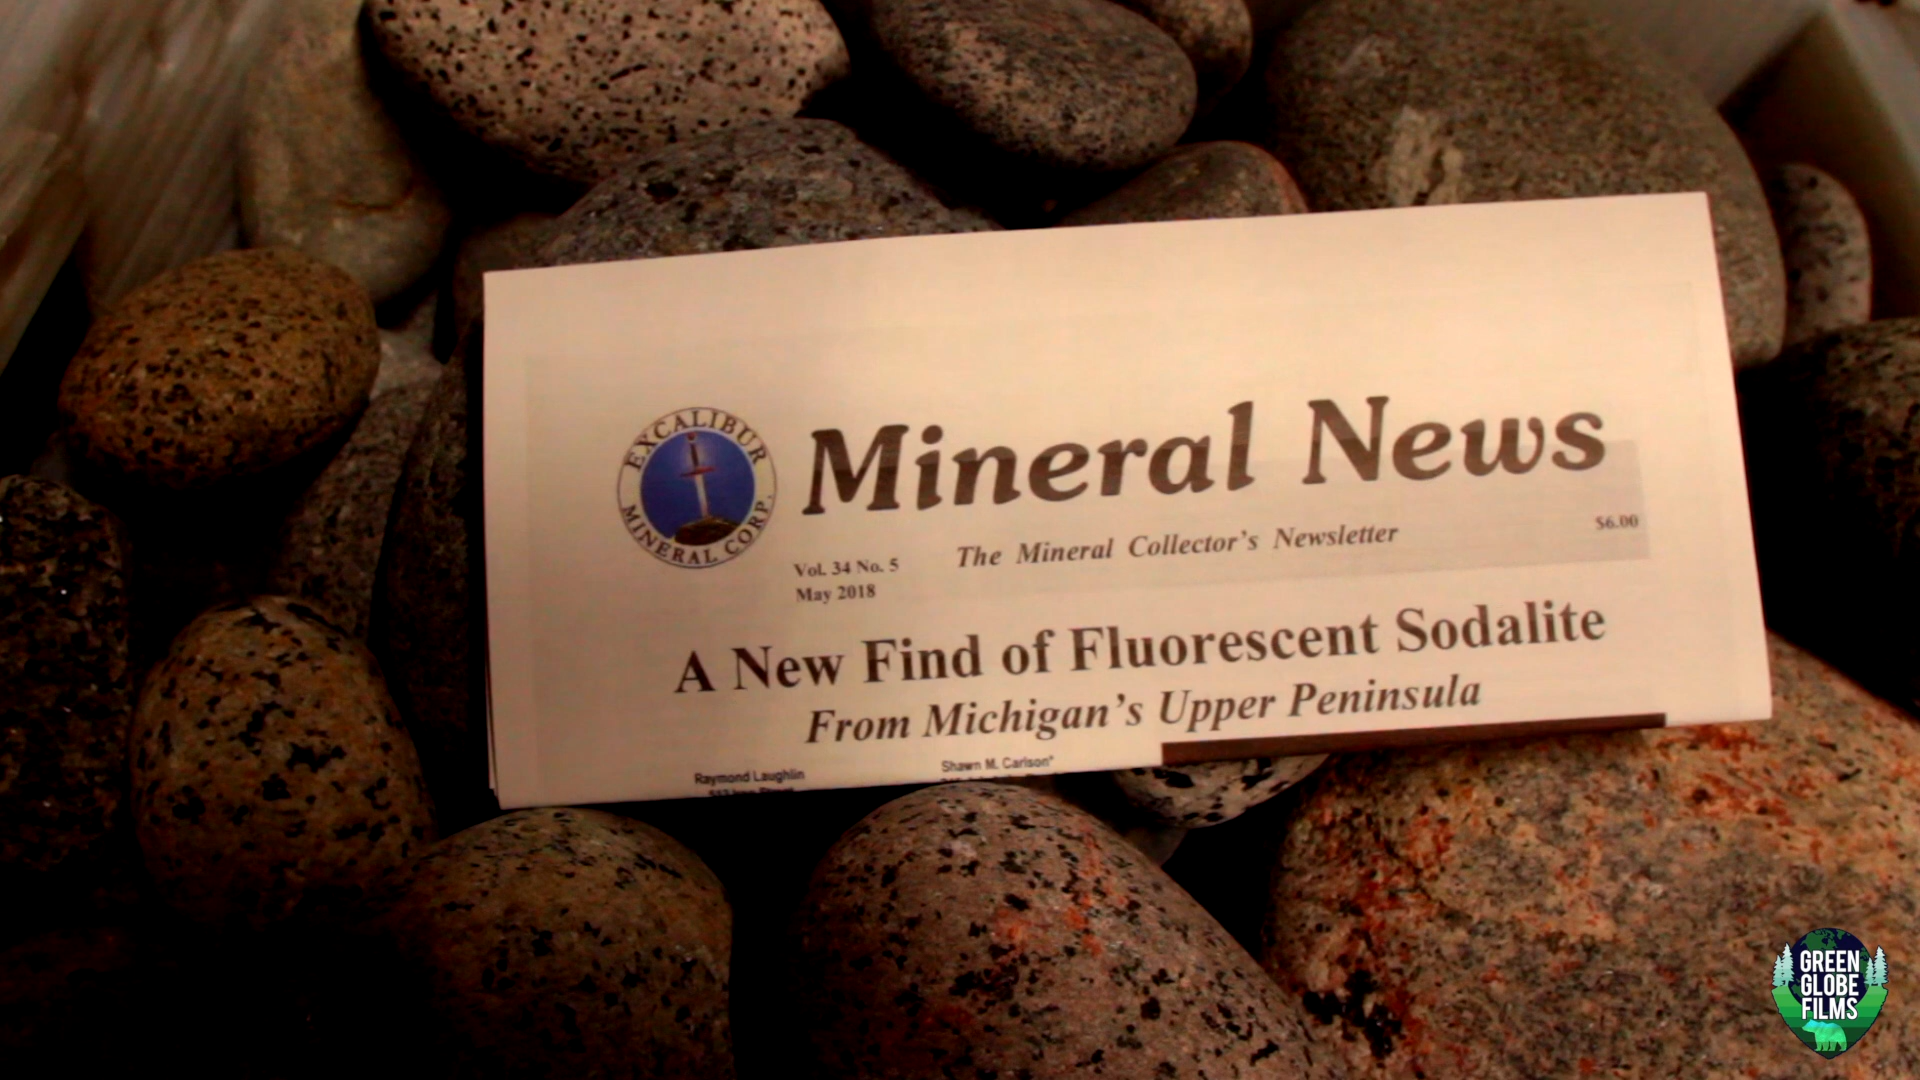 EXCALIBUR
MINERAL CORP.
Mineral News
$6.00
The Mineral Collector's Newsletter
Vol. 34 No. 5
May 2018
A New Find of Fluorescent Sodalite
From Michigan's Upper Peninsula
Raymond Laughlin
Shawn M. Carlson*
GREEN
GLOBE
FILMS